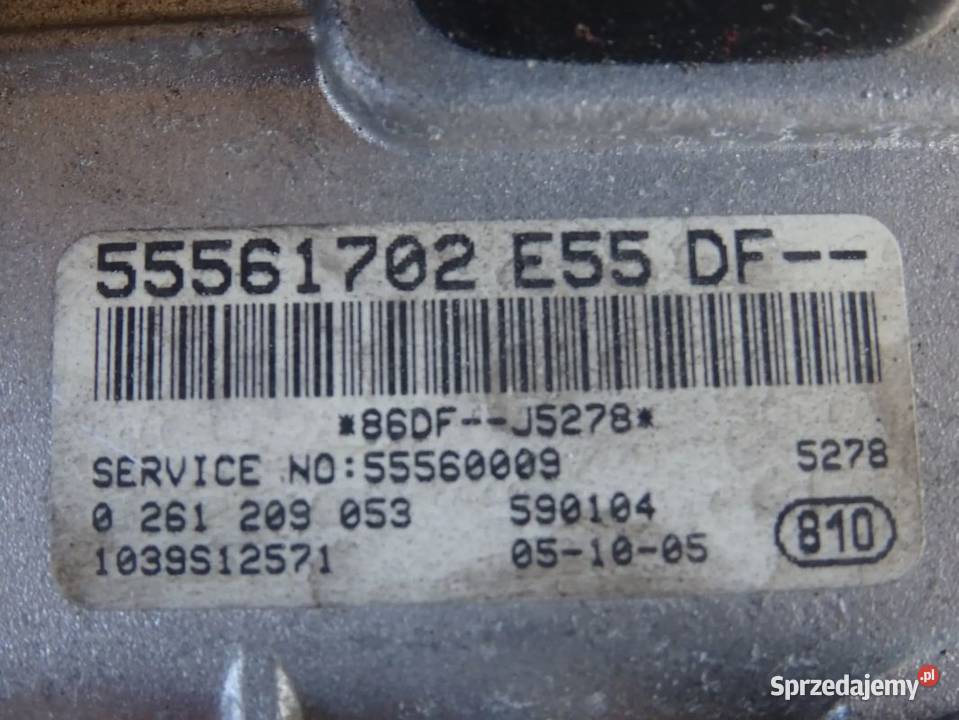 55561702 E55 DF--
*86DF--J5278*
SERVICE NO:55560009 5278
0 261 209 053 590104
1039S12571 05-10-05 810
Sprzedajemy.pl